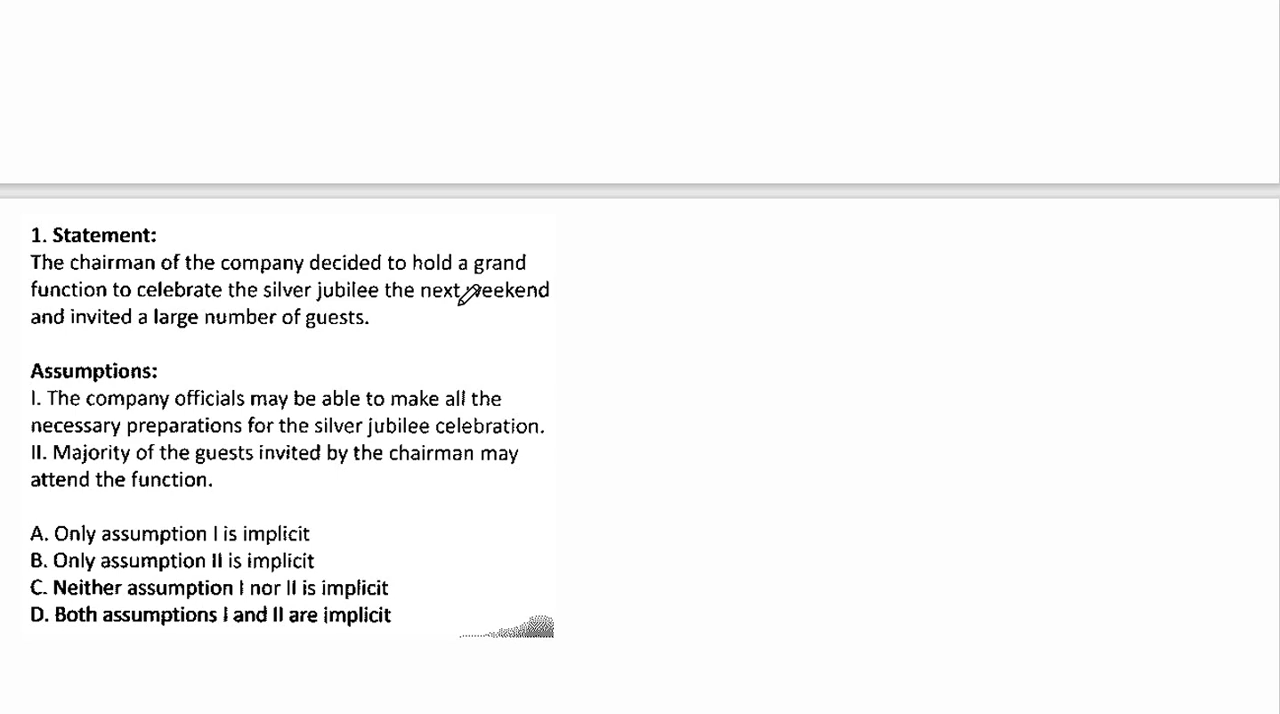 1. Statement:
The chairman of the company decided to hold a grand
function to celebrate the silver jubilee the next weekend
and invited a large number of guests.
Assumptions:
I. The company officials may be able to make all the
necessary preparations for the silver jubilee celebration.
II. Majority of the guests invited by the chairman may
attend the function.
A. Only assumption I is implicit
B. Only assumption II is implicit
C. Neither assumption I nor II is implicit
D. Both assumptions I and II are implicit